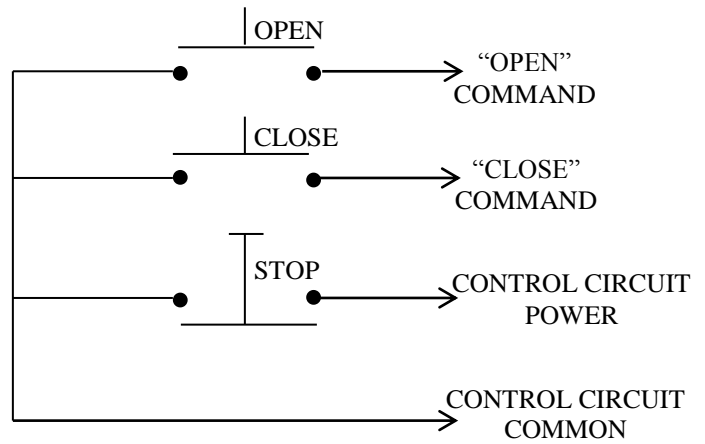 OPEN
“OPEN”
COMMAND
CLOSE
“CLOSE”
COMMAND
STOP
CONTROL CIRCUIT
POWER
CONTROL CIRCUIT
COMMON